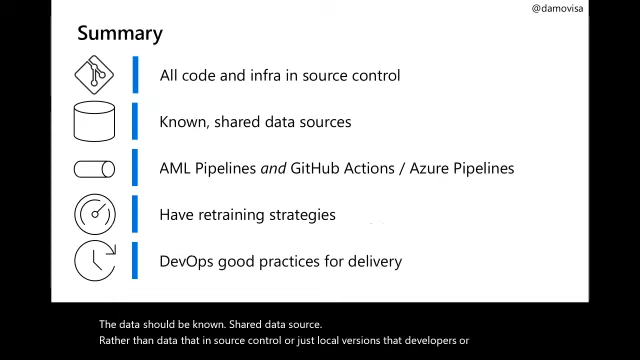 @damovisa
Summary
All code and infra in source control
Known, shared data sources
AML Pipelines and GitHub Actions / Azure Pipelines
Have retraining strategies
DevOps good practices for delivery
The data should be known. Shared data source.
Rather than data that in source control or just local versions that developers or